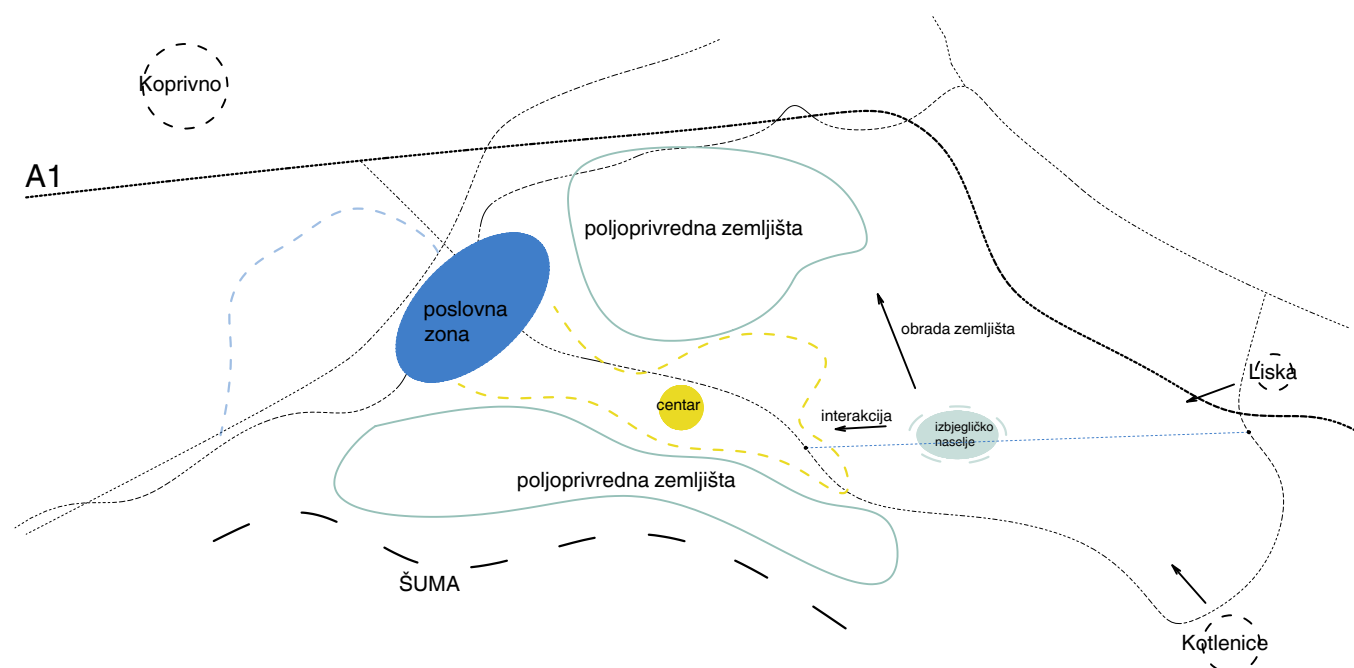 Koprivno
A1
poljoprivredna zemljišta
poslovna
zona
obrada zemljišta
Liska
centar
interakcija
izbjegličko
naselje
poljoprivredna zemljišta
ŠUMA
Kotlenice